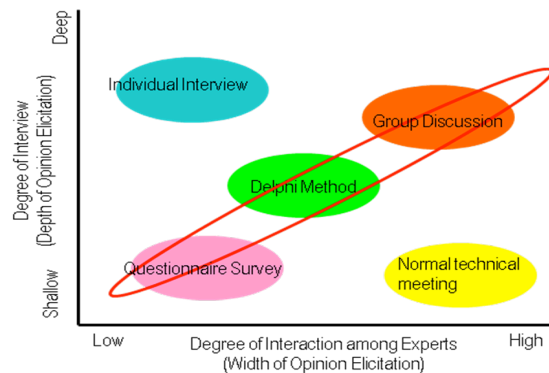 Deep
Individual Interview
Group Discussion
Degree of Interview
(Depth of Opinion Elicitation)
Delphi Method
Questionnaire Survey
Normal technical
meeting
Shallow
Low
Degree of Interaction among Experts
High
(Width of Opinion Elicitation)